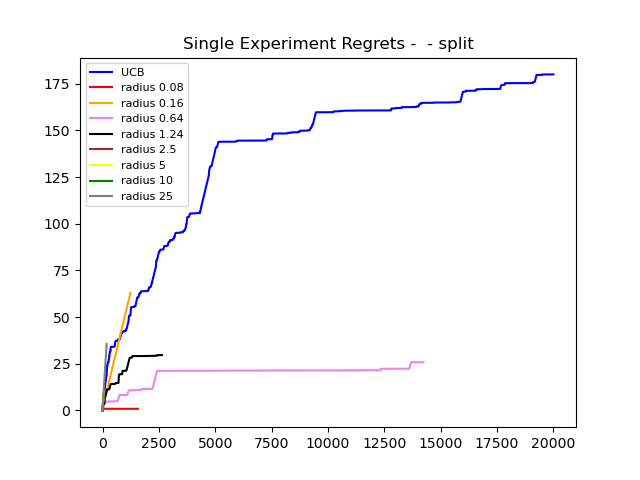 Single Experiment Regrets -  - split
UCB
radius 0.08
radius 0.16
radius 0.64
radius 1.24
radius 2.5
radius 5
radius 10
radius 25
175
150
125
100
75
50
25
0
0 2500 5000 7500 10000 12500 15000 17500 20000